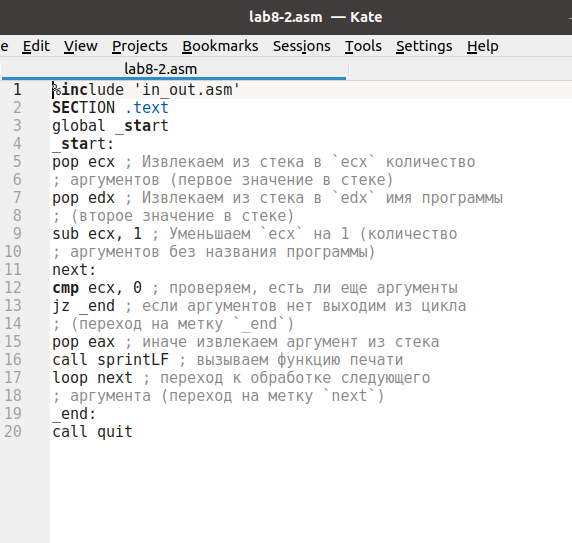 lab8-2.asm — Kate
e Edit View Projects Bookmarks Sessions Tools Settings Help
lab8-2.asm
1 %include 'in_out.asm'
2 SECTION .text
3 global _start
4 _start:
5 pop ecx ; Извлекаем из стека в `ecx` количество
6 ; аргументов (первое значение в стеке)
7 pop edx ; Извлекаем из стека в `edx` имя программы
8 ; (второе значение в стеке)
9 sub ecx, 1 ; Уменьшаем `ecx` на 1 (количество
10 ; аргументов без названия программы)
11 next:
12 cmp ecx, 0 ; проверяем, есть ли еще аргументы
13 jz _end ; если аргументов нет выходим из цикла
14 ; (переход на метку `_end`)
15 pop eax ; иначе извлекаем аргумент из стека
16 call sprintLF ; вызываем функцию печати
17 loop next ; переход к обработке следующего
18 ; аргумента (переход на метку `next`)
19 _end:
20 call quit